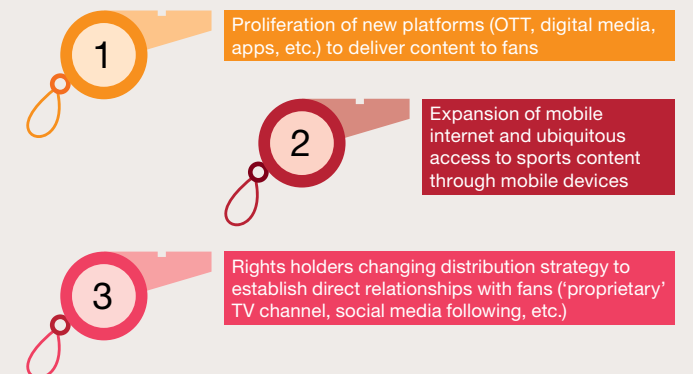 1
Proliferation of new platforms (OTT, digital media,
apps, etc.) to deliver content to fans
2
Expansion of mobile
internet and ubiquitous
access to sports content
through mobile devices
3
Rights holders changing distribution strategy to
establish direct relationships with fans (‘proprietary’
TV channel, social media following, etc.)